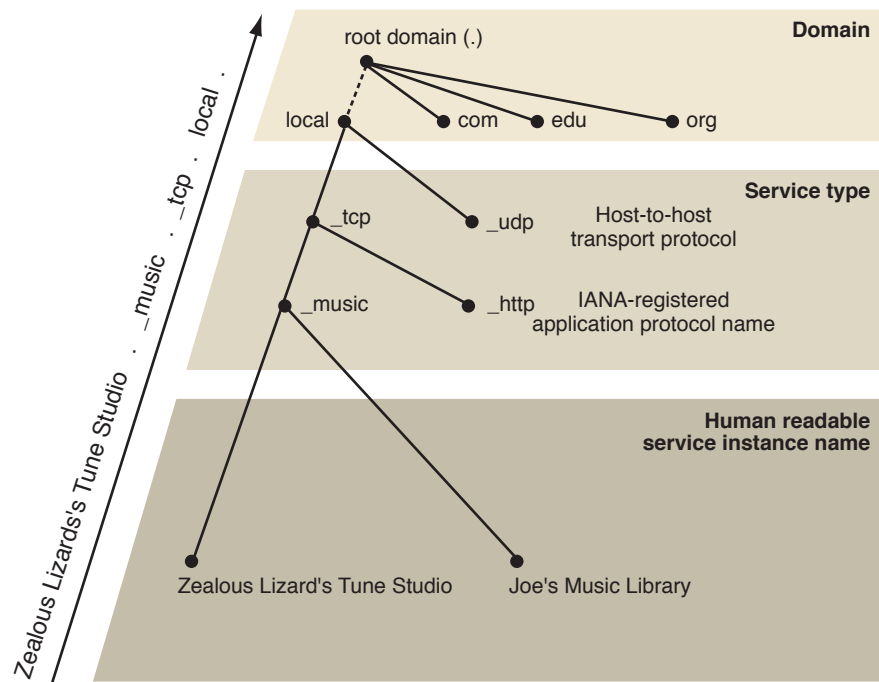 Domain
root domain (.)
local
com
edu
org
Service type
_tcp
_udp
Host-to-host
transport protocol
_music
_http
IANA-registered
application protocol name
Human readable
service instance name
Zealous Lizard's Tune Studio
Joe's Music Library
Zealous Lizards's Tune Studio . _music . _tcp . local .